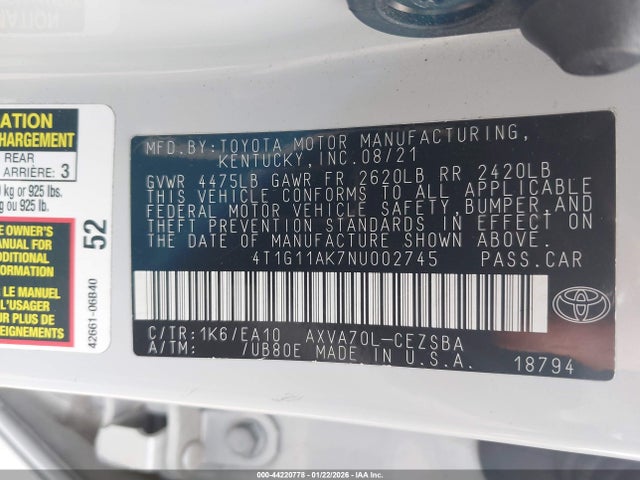 ATION
HARGEMENT
REAR
ARRIÈRE: 3
kg or 925 lbs.
g ou 925 lb.
52
E OWNER'S
MANUAL FOR
ADDITIONAL
FORMATION
LE MANUEL
L'USAGER
UR PLUS DE
SEIGNEMENTS
42661-06B40
MFD.BY:TOYOTA MOTOR MANUFACTURING,
KENTUCKY,INC.08/21
GVWR 4475LB GAWR FR 2620LB RR 2420LB
THIS VEHICLE CONFORMS TO ALL APPLICABLE
FEDERAL MOTOR VEHICLE SAFETY,BUMPER,AND
THEFT PREVENTION STANDARDS IN EFFECT ON
THE DATE OF MANUFACTURE SHOWN ABOVE.
4T1G11AK7NU002745 PASS.CAR
TOYOTA
C/TR:1K6/EA10 AXVA70L-CEZSBA
A/TM: /UB80E MADE IN U.S.A.
18794
000-44220778 - 01/22/2026 - IAA Inc.